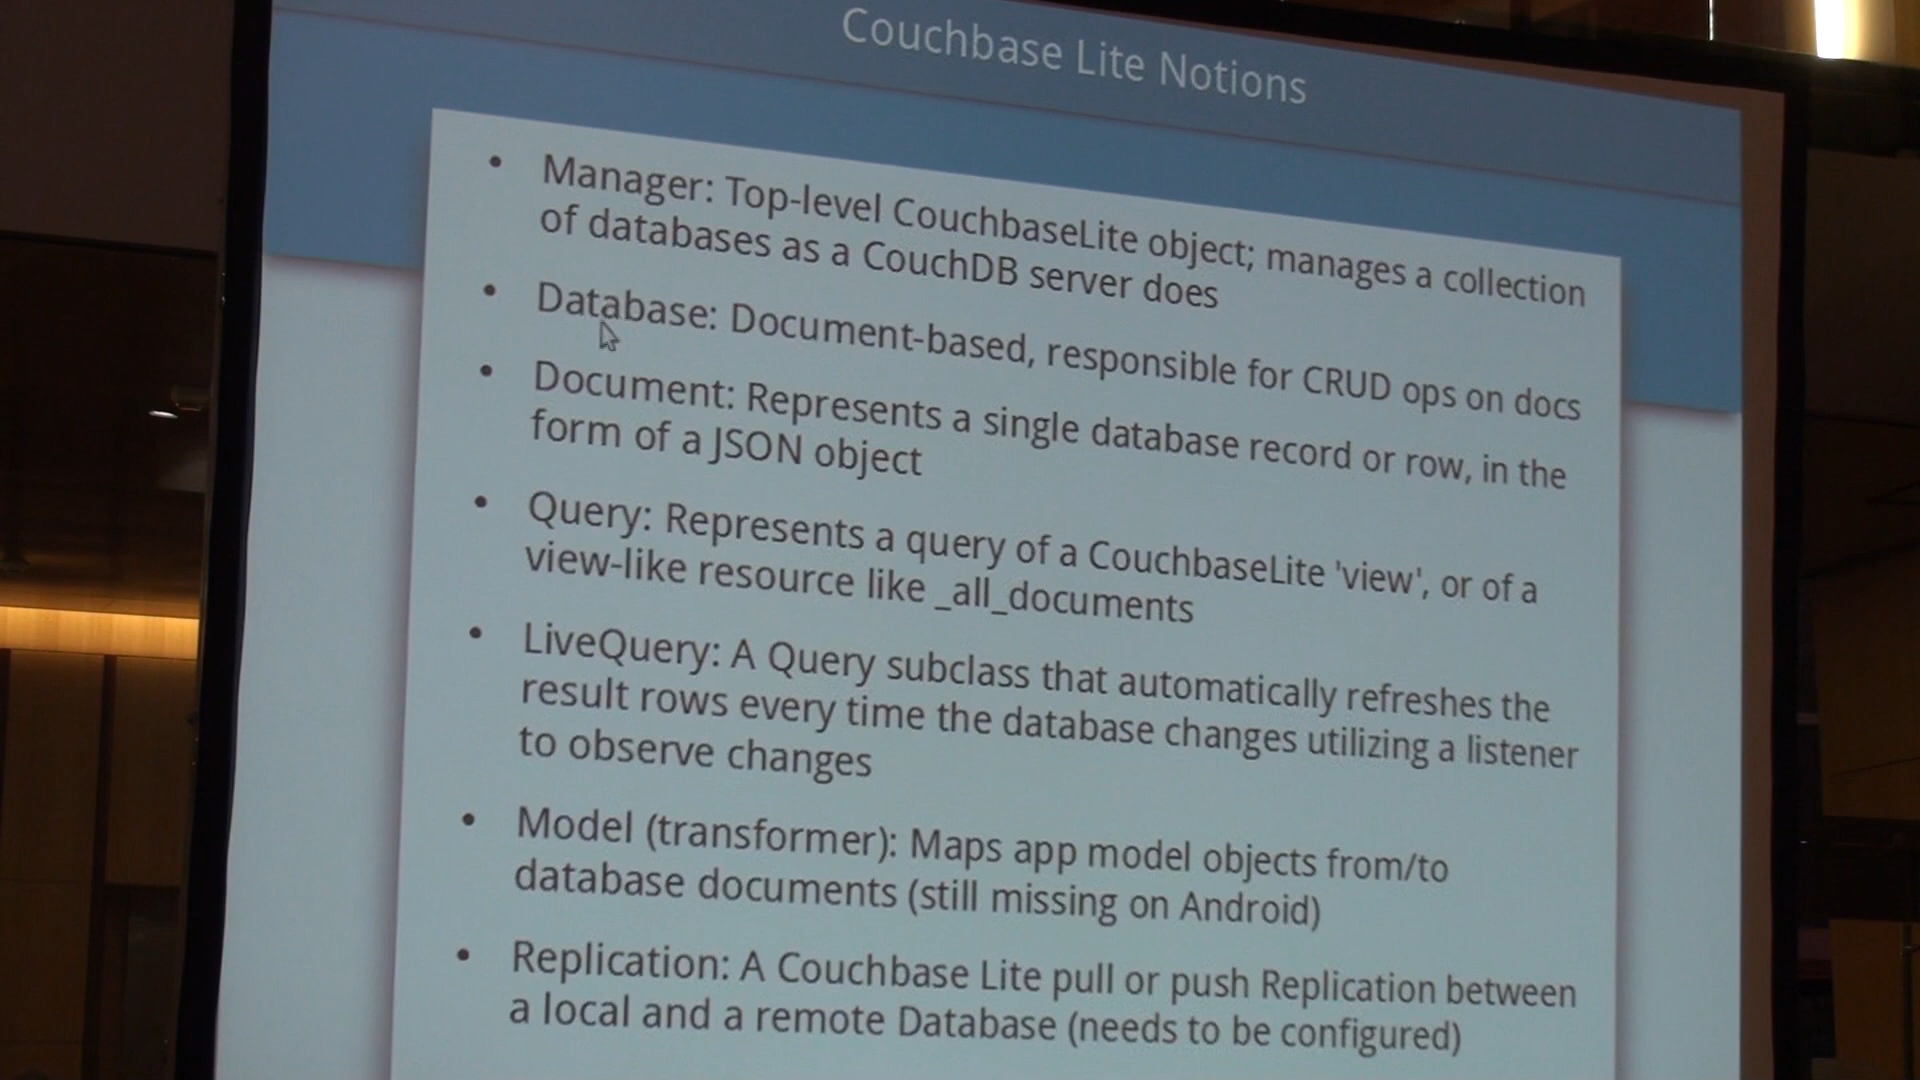 Couchbase Lite Notions
• Manager: Top-level CouchbaseLite object; manages a collection
of databases as a CouchDB server does
• Database: Document-based, responsible for CRUD ops on docs
• Document: Represents a single database record or row, in the
form of a JSON object
• Query: Represents a query of a CouchbaseLite 'view', or of a
view-like resource like _all_documents
• LiveQuery: A Query subclass that automatically refreshes the
result rows every time the database changes utilizing a listener
to observe changes
• Model (transformer): Maps app model objects from/to
database documents (still missing on Android)
• Replication: A Couchbase Lite pull or push Replication between
a local and a remote Database (needs to be configured)